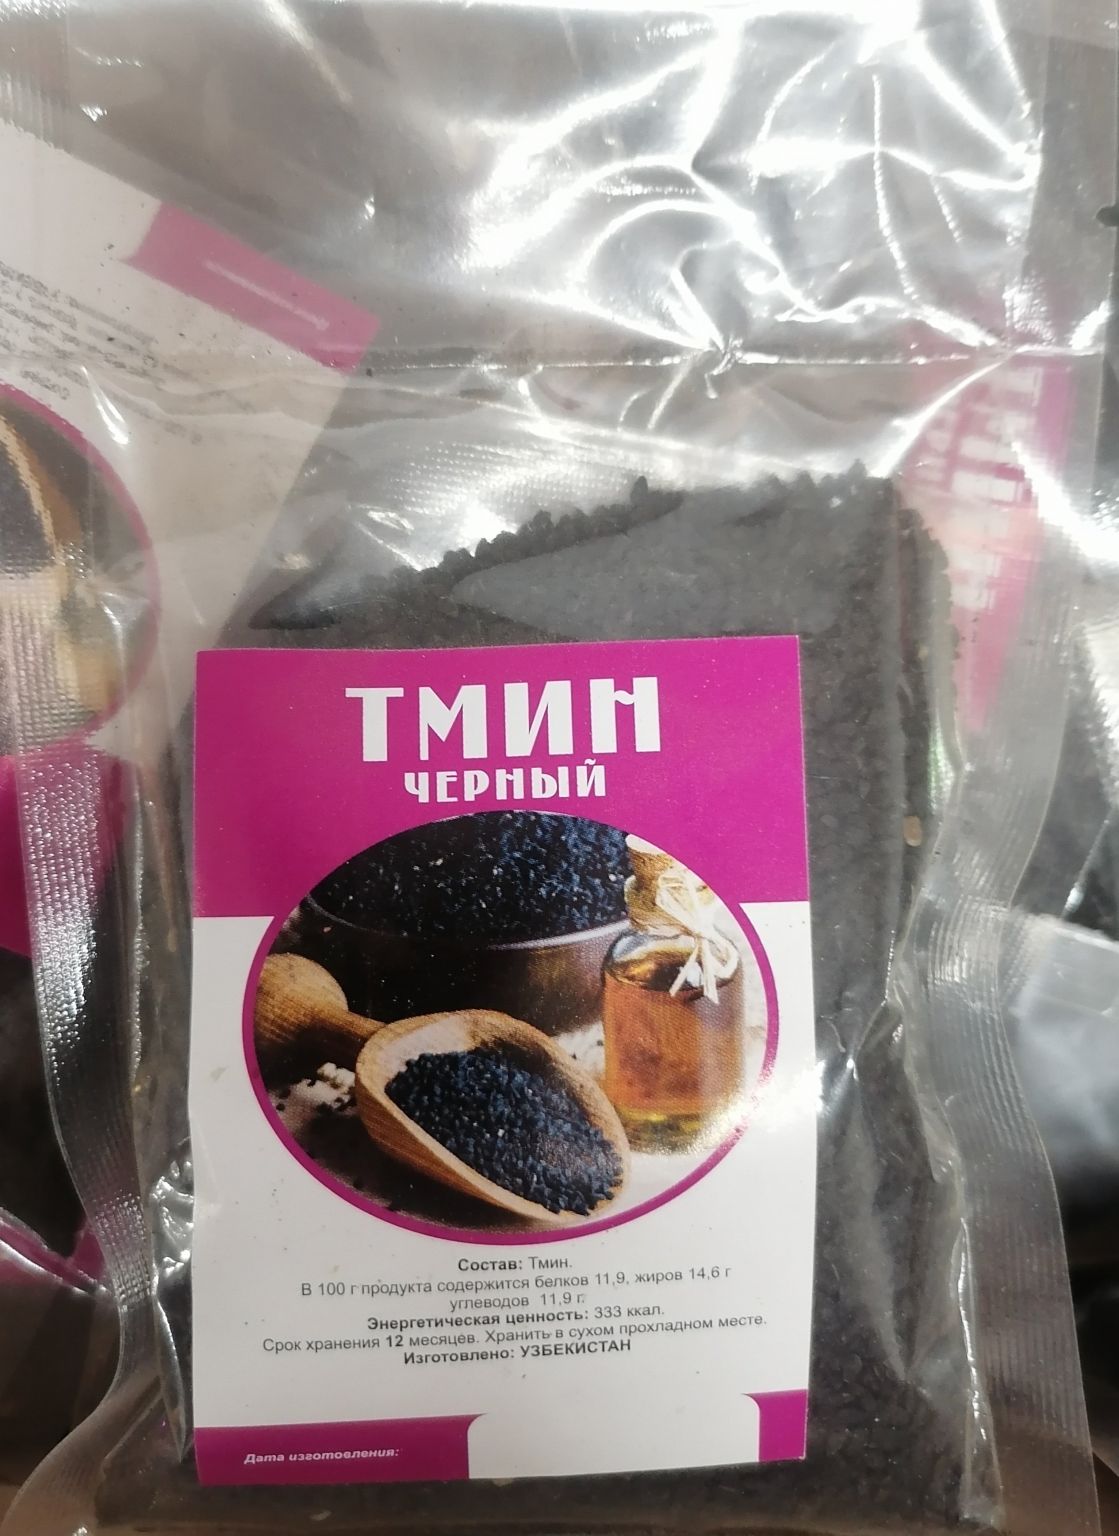 ТМИН
ЧЕРНЫЙ
Состав: Тмин.
В 100 г продукта содержится белков 11,9, жиров 14,6 г
углеводов 11,9 г.
Энергетическая ценность: 333 ккал.
Срок хранения 12 месяцев. Хранить в сухом прохладном месте.
Изготовлено: УЗБЕКИСТАН
Дата изготовления: